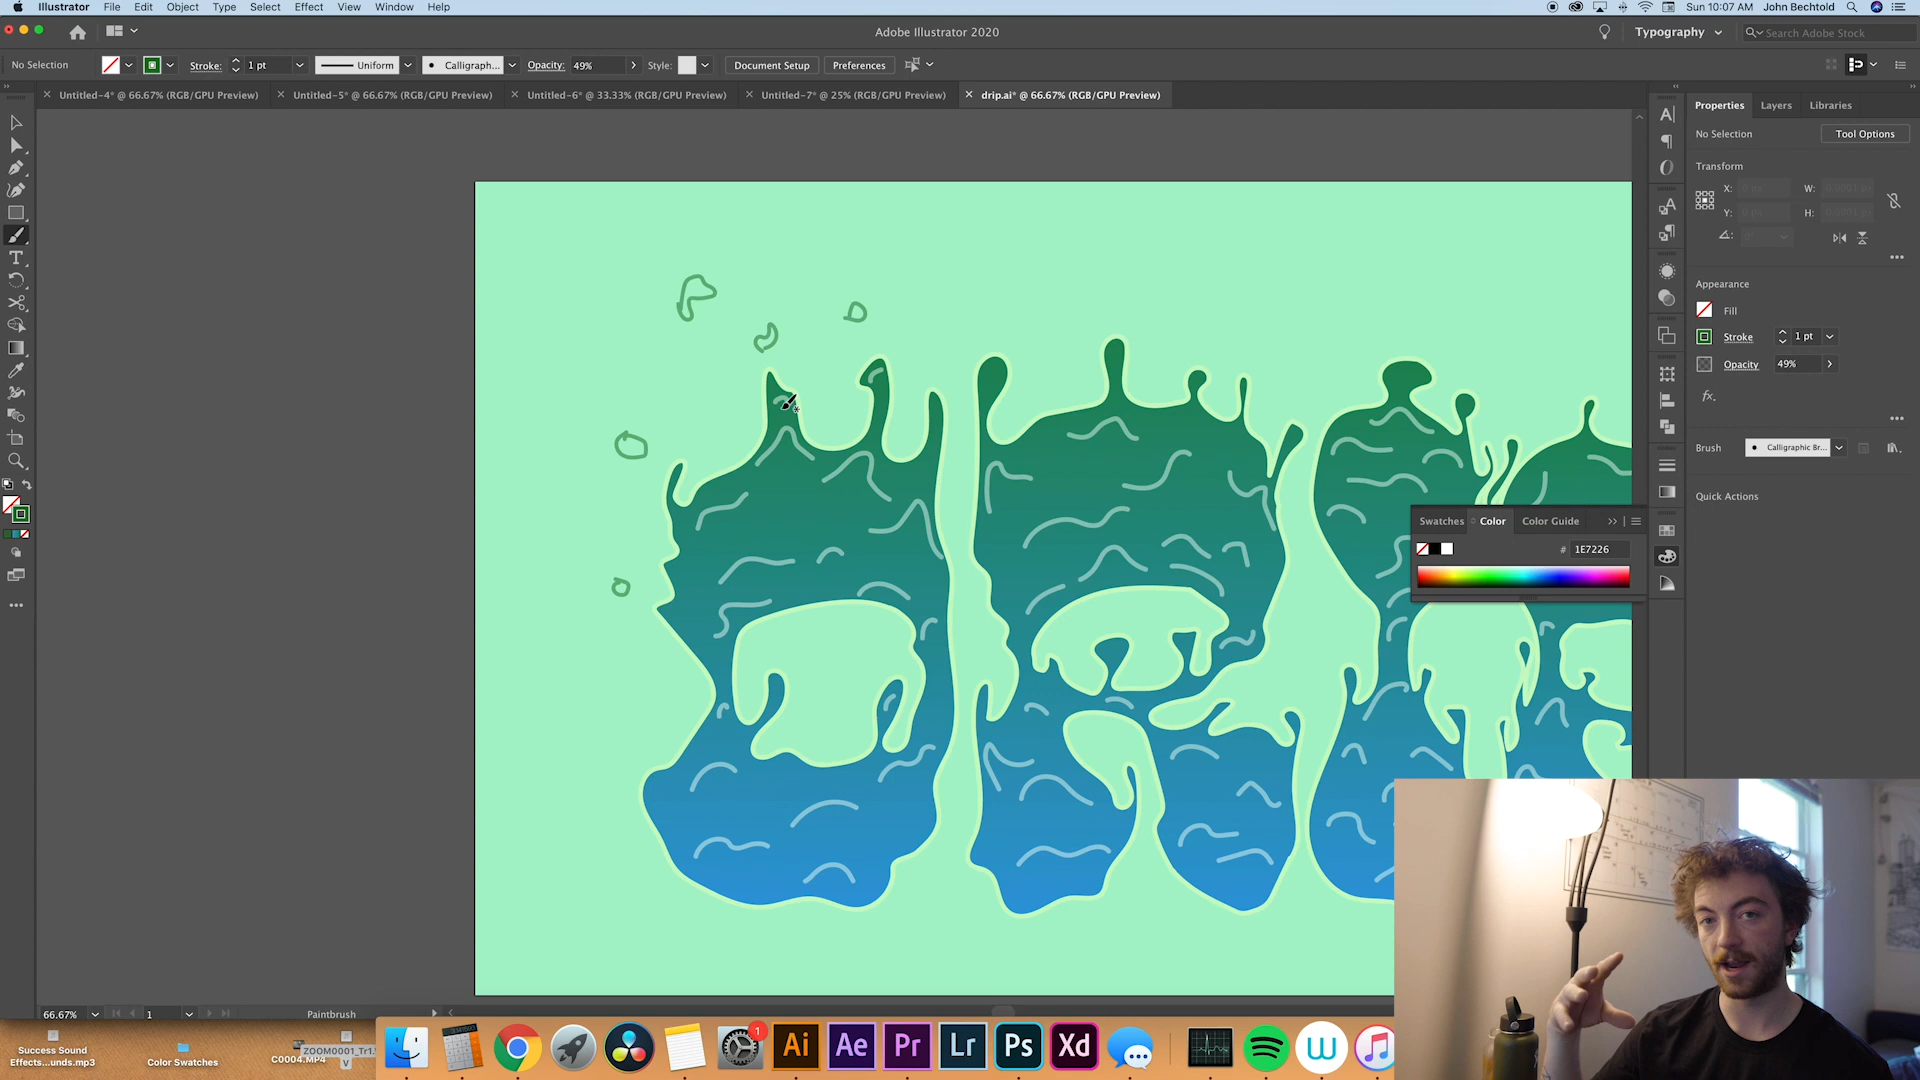 Illustrator File Edit Object Type Select Effect View Window Help
Sun 10:07 AM John Bechtold
Adobe Illustrator 2020
Typography
Search Adobe Stock
No Selection
Stroke: 1 pt
Uniform
Calligraph...
Opacity: 49%
Style:
Document Setup
Preferences
Untitled-4* @ 66.67% (RGB/GPU Preview)
Untitled-5* @ 66.67% (RGB/GPU Preview)
Untitled-6* @ 33.33% (RGB/GPU Preview)
Untitled-7* @ 25% (RGB/GPU Preview)
drip.ai* @ 66.67% (RGB/GPU Preview)
Properties Layers Libraries
No Selection
Tool Options
Transform
X: W:
Y: H:
Appearance
Fill
Stroke 1 pt
Opacity 49%
fx.
Brush Calligraphic Br...
Quick Actions
Swatches Color Color Guide
# 1E7226
66.67%
1
Paintbrush
Success Sound
Effects...unds.mp3
Color Swatches
C0004.MP4
1
Ai Ae Pr Lr Ps Xd